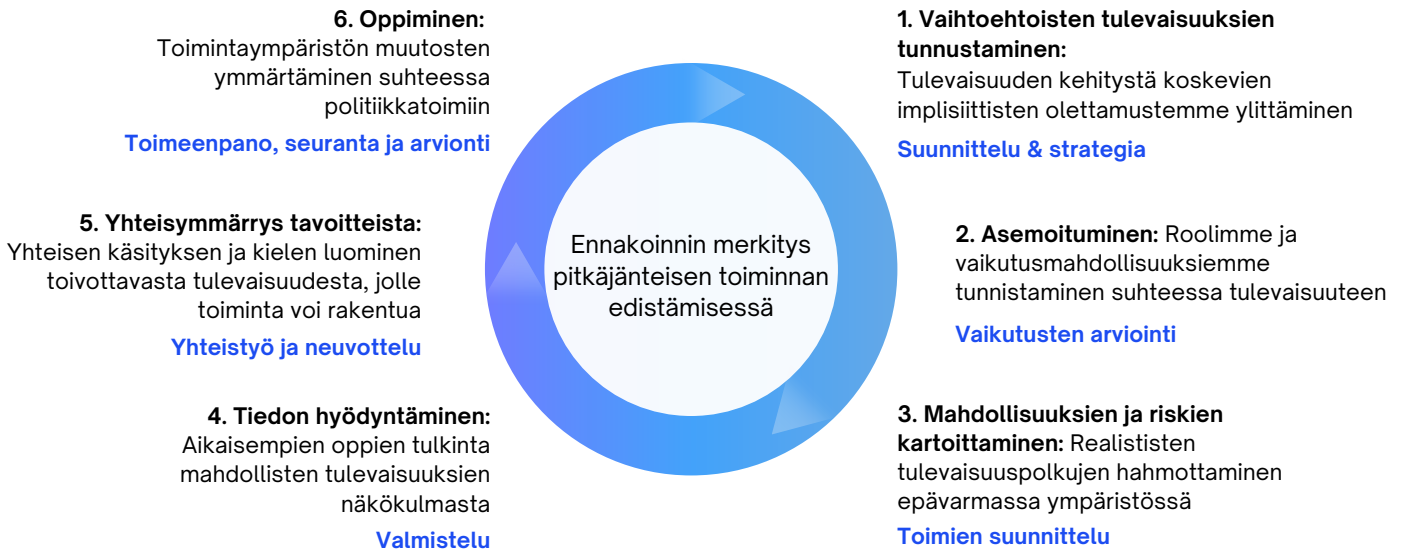 1. Vaihtoehtoisten tulevaisuuksien
tunnustaminen:
Tulevaisuuden kehitystä koskevien
implisiittisten olettamustemme ylittäminen
Suunnittelu & strategia
2. Asemoituminen: Roolimme ja
vaikutusmahdollisuuksiemme
tunnistaminen suhteessa tulevaisuuteen
Vaikutusten arviointi
3. Mahdollisuuksien ja riskien
kartoittaminen: Realististen
tulevaisuuspolkujen hahmottaminen
epävarmassa ympäristössä
Toimien suunnittelu
4. Tiedon hyödyntäminen:
Aikaisempien oppien tulkinta
mahdollisten tulevaisuuksien
näkökulmasta
Valmistelu
5. Yhteisymmärrys tavoitteista:
Yhteisen käsityksen ja kielen luominen
toivottavasta tulevaisuudesta, jolle
toiminta voi rakentua
Yhteistyö ja neuvottelu
6. Oppiminen:
Toimintaympäristön muutosten
ymmärtäminen suhteessa
politiikkatoimiin
Toimeenpano, seuranta ja arvionti
Ennakoinnin merkitys
pitkäjänteisen toiminnan
edistämisessä